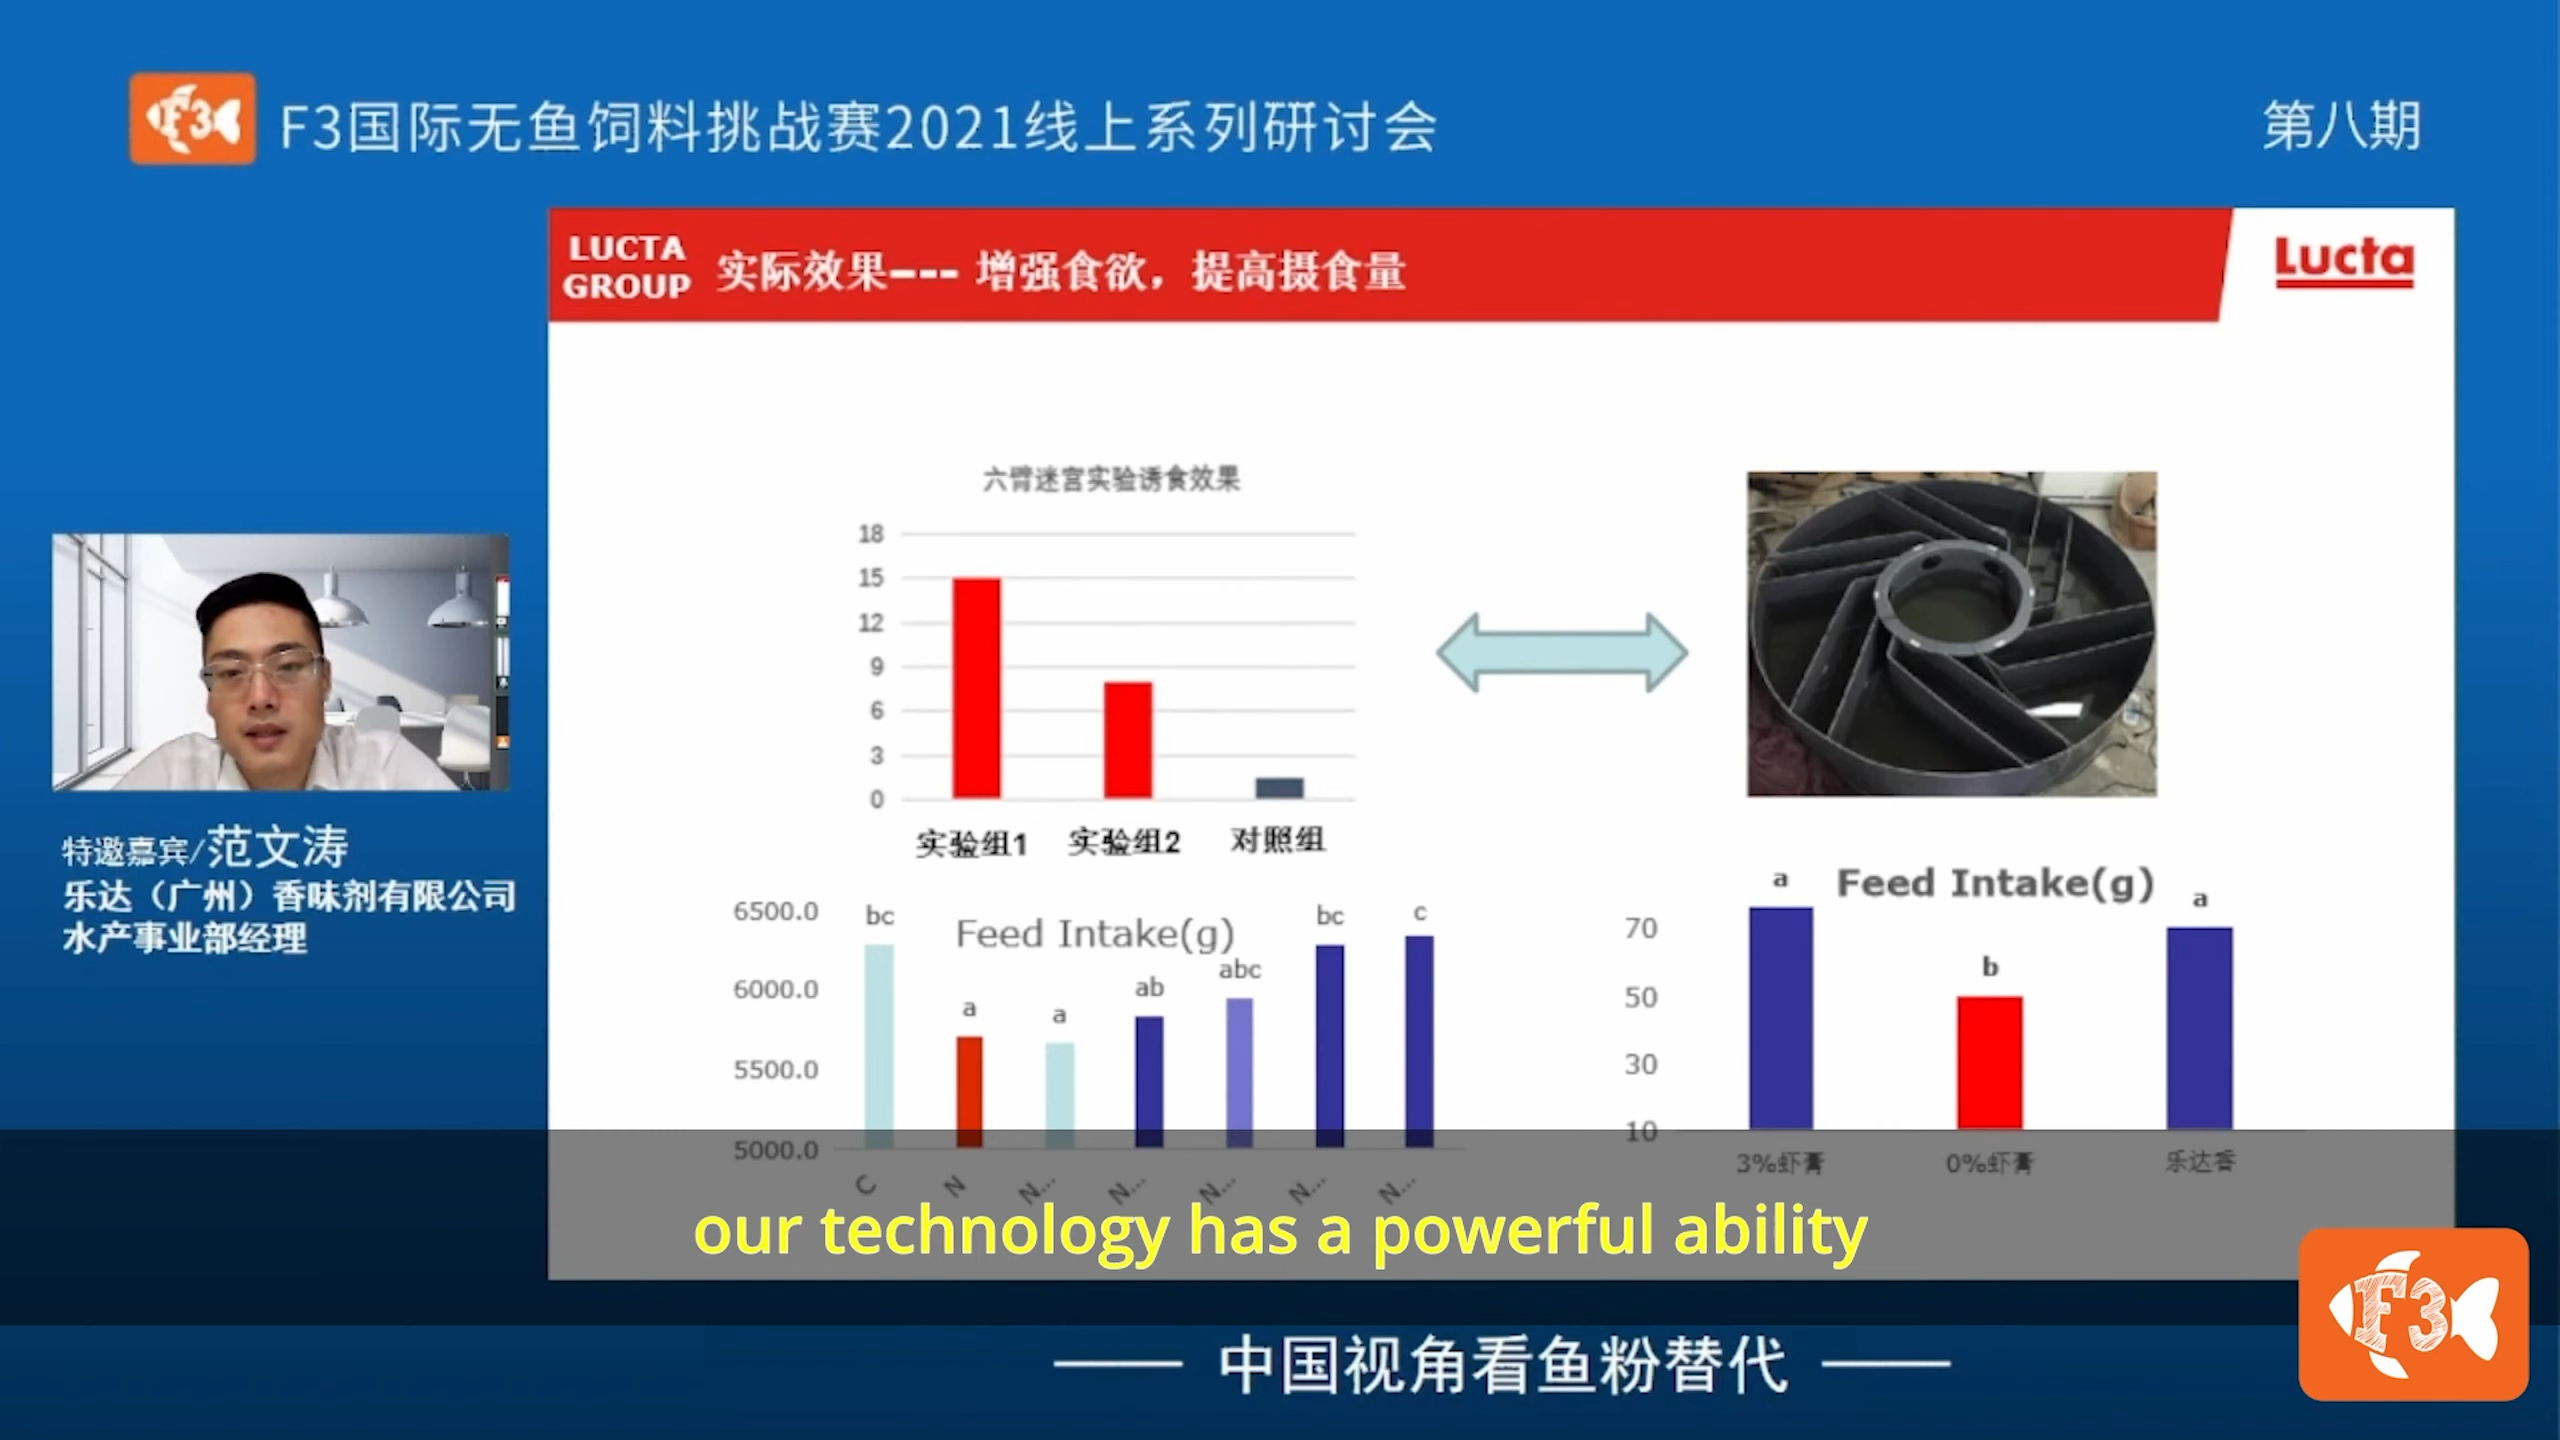 F3
F3国际无鱼饲料挑战赛2021线上系列研讨会
第八期
LUCTA
GROUP
实际效果--- 增强食欲，提高摄食量
Lucta
六臂迷宫实验诱食效果
18
15
12
9
6
3
0
实验组1
实验组2
对照组
特邀嘉宾/范文涛
乐达（广州）香味剂有限公司
水产事业部经理
Feed Intake(g)
6500.0
6000.0
5500.0
5000.0
bc
a
a
ab
abc
bc
c
C
N
N...
N...
N...
N...
N...
Feed Intake(g)
70
50
30
10
a
b
a
3%虾膏
0%虾膏
乐达香
our technology has a powerful ability
F3
中国视角看鱼粉替代